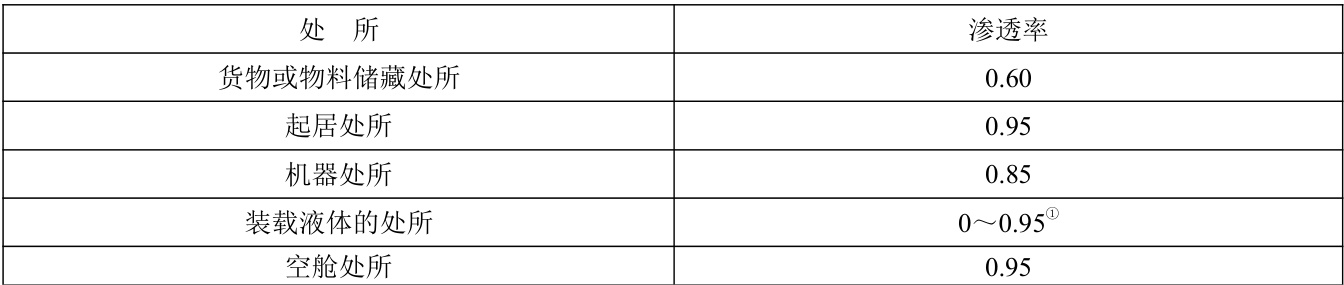 处 所 渗透率
货物或物料储藏处所 0.60
起居处所 0.95
机器处所 0.85
装载液体的处所 0～0.95①
空舱处所 0.95